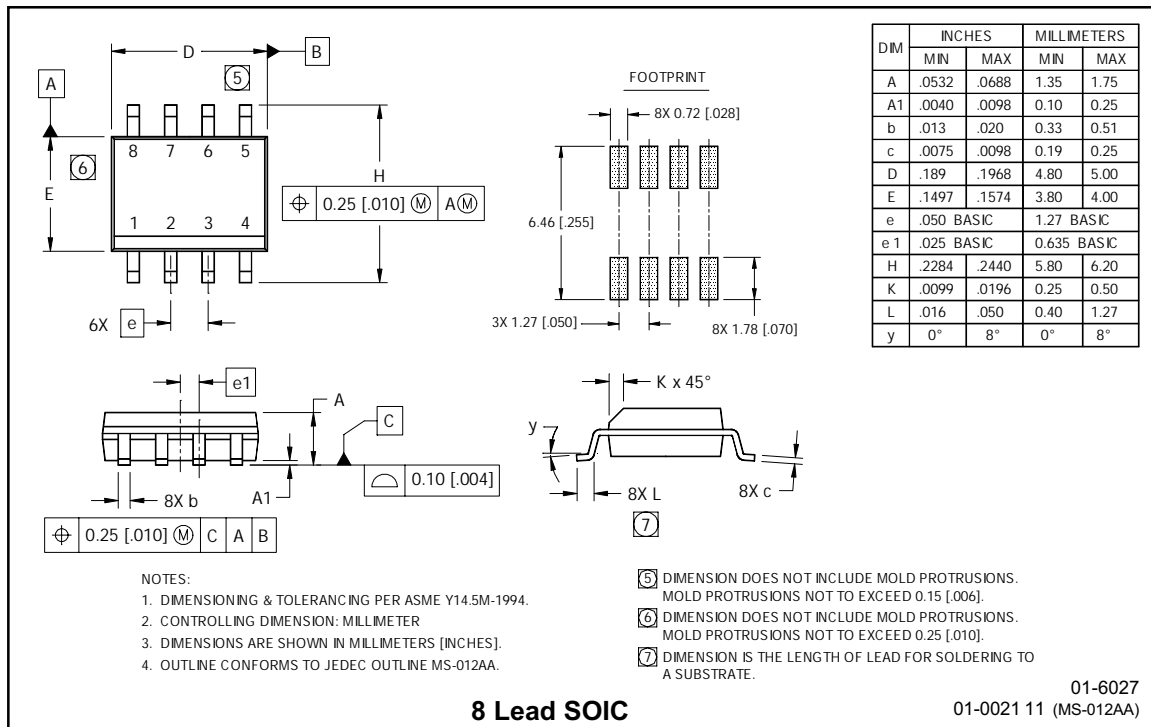 D
B
A
5
8 7 6 5
6
E
H
⌖ 0.25 [.010] Ⓜ AⓂ
1 2 3 4
6X e
FOOTPRINT
8X 0.72 [.028]
6.46 [.255]
3X 1.27 [.050]
8X 1.78 [.070]
DIM INCHES MILLIMETERS
MIN MAX MIN MAX
A .0532 .0688 1.35 1.75
A1 .0040 .0098 0.10 0.25
b .013 .020 0.33 0.51
c .0075 .0098 0.19 0.25
D .189 .1968 4.80 5.00
E .1497 .1574 3.80 4.00
e .050 BASIC 1.27 BASIC
e 1 .025 BASIC 0.635 BASIC
H .2284 .2440 5.80 6.20
K .0099 .0196 0.25 0.50
L .016 .050 0.40 1.27
y 0° 8° 0° 8°
e1
A
C
⌓ 0.10 [.004]
A1
8X b
⌖ 0.25 [.010] Ⓜ C A B
K x 45°
y
8X L
7
8X c
NOTES:
1. DIMENSIONING & TOLERANCING PER ASME Y14.5M-1994.
2. CONTROLLING DIMENSION: MILLIMETER
3. DIMENSIONS ARE SHOWN IN MILLIMETERS [INCHES].
4. OUTLINE CONFORMS TO JEDEC OUTLINE MS-012AA.
5 DIMENSION DOES NOT INCLUDE MOLD PROTRUSIONS.
MOLD PROTRUSIONS NOT TO EXCEED 0.15 [.006].
6 DIMENSION DOES NOT INCLUDE MOLD PROTRUSIONS.
MOLD PROTRUSIONS NOT TO EXCEED 0.25 [.010].
7 DIMENSION IS THE LENGTH OF LEAD FOR SOLDERING TO
A SUBSTRATE.
8 Lead SOIC
01-6027
01-0021 11 (MS-012AA)